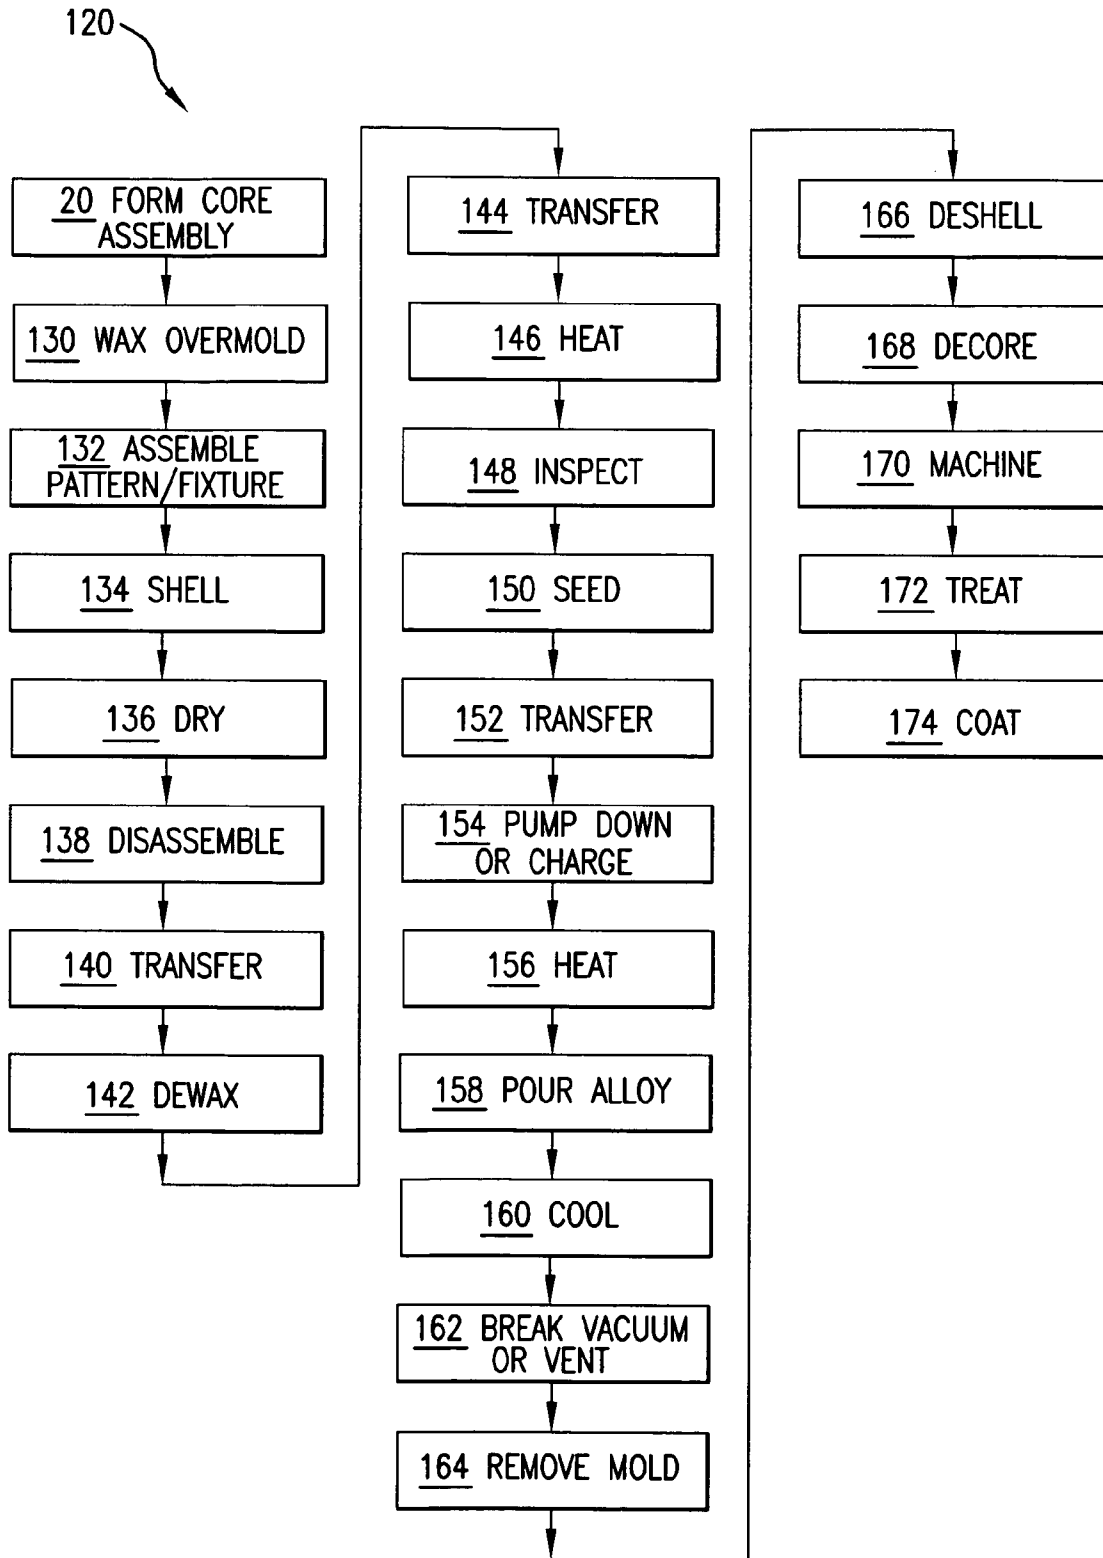 120
20 FORM CORE
ASSEMBLY
130 WAX OVERMOLD
132 ASSEMBLE
PATTERN/FIXTURE
134 SHELL
136 DRY
138 DISASSEMBLE
140 TRANSFER
142 DEWAX
144 TRANSFER
146 HEAT
148 INSPECT
150 SEED
152 TRANSFER
154 PUMP DOWN
OR CHARGE
156 HEAT
158 POUR ALLOY
160 COOL
162 BREAK VACUUM
OR VENT
164 REMOVE MOLD
166 DESHELL
168 DECORE
170 MACHINE
172 TREAT
174 COAT